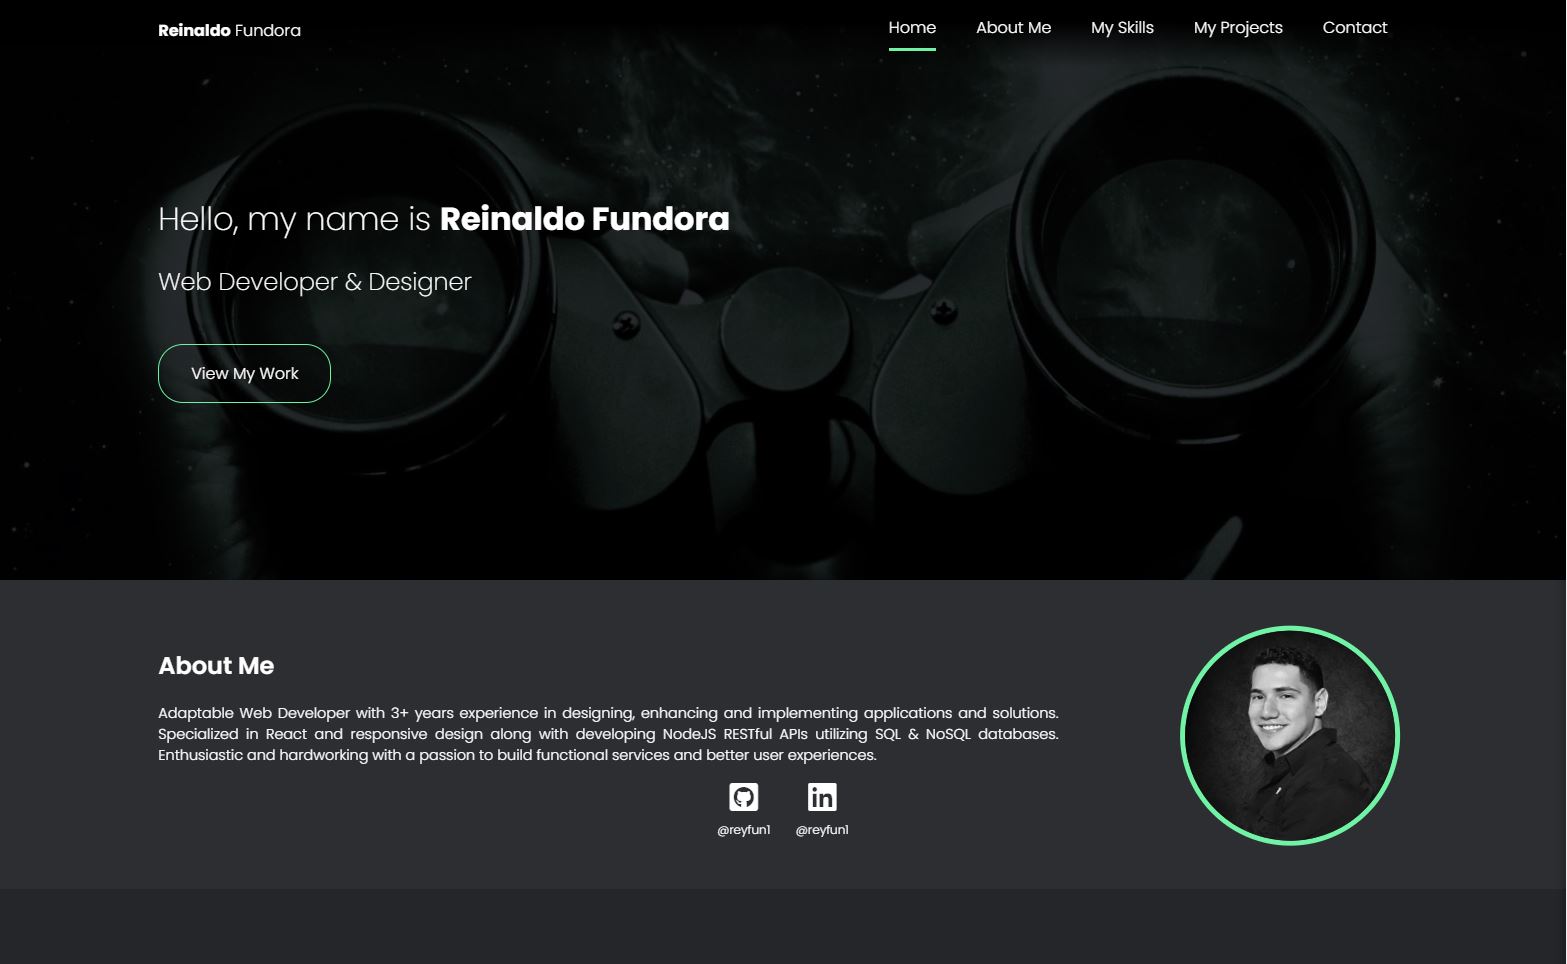 Reinaldo Fundora
Home
About Me
My Skills
My Projects
Contact
Hello, my name is Reinaldo Fundora
Web Developer & Designer
View My Work
About Me
Adaptable Web Developer with 3+ years experience in designing, enhancing and implementing applications and solutions.
Specialized in React and responsive design along with developing NodeJS RESTful APIs utilizing SQL & NoSQL databases.
Enthusiastic and hardworking with a passion to build functional services and better user experiences.
in
@reyfun1
@reyfun1